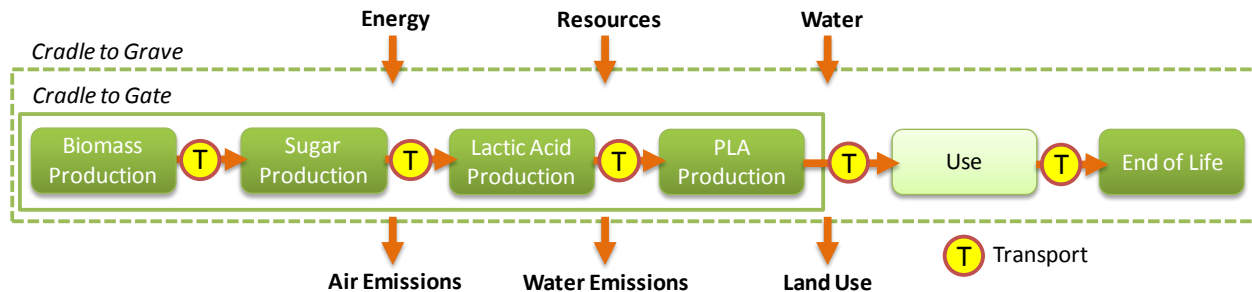 Energy
Resources
Water
Cradle to Grave
Cradle to Gate
Biomass
Production
T
Sugar
Production
T
Lactic Acid
Production
T
PLA
Production
T
Use
T
End of Life
Air Emissions
Water Emissions
Land Use
T Transport